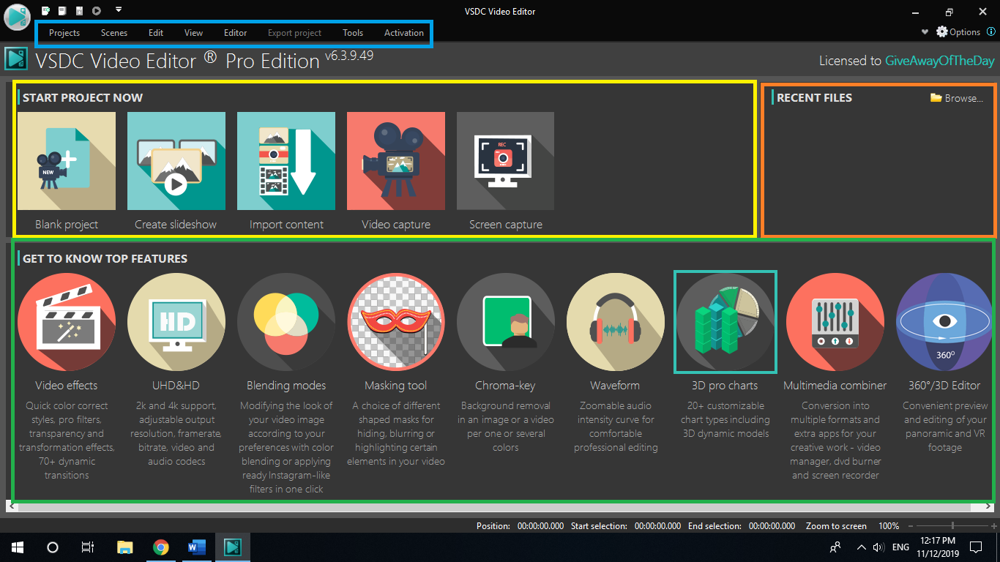 VSDC Video Editor
Projects Scenes Edit View Editor Export project Tools Activation
Options
VSDC Video Editor ® Pro Edition v6.3.9.49
Licensed to GiveAwayOfTheDay
START PROJECT NOW
NEW
REC
Blank project
Create slideshow
Import content
Video capture
Screen capture
RECENT FILES
Browse...
GET TO KNOW TOP FEATURES
HD
360°
Video effects
Quick color correct
styles, pro filters,
transparency and
transformation effects,
70+ dynamic
transitions
UHD&HD
2k and 4k support,
adjustable output
resolution, framerate,
bitrate, video and
audio codecs
Blending modes
Modifying the look of
your video image
according to your
preferences with color
blending or applying
ready Instagram-like
filters in one click
Masking tool
A choice of different
shaped masks for
hiding, blurring or
highlighting certain
elements in your video
Chroma-key
Background removal
in an image or a video
per one or several
colors
Waveform
Zoomable audio
intensity curve for
comfortable
professional editing
3D pro charts
20+ customizable
chart types including
3D dynamic models
Multimedia combiner
Conversion into
multiple formats and
extra apps for your
creative work - video
manager, dvd burner
and screen recorder
360°/3D Editor
Convenient preview
and editing of your
panoramic and VR
footage
Position: 00:00:00.000 Start selection: 00:00:00.000 End selection: 00:00:00.000 Zoom to screen 100%
ENG
12:17 PM
11/12/2019